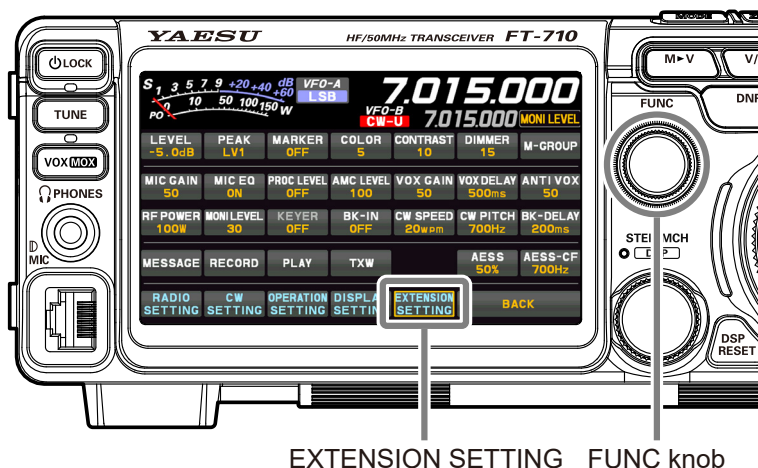 YAESU HF/50MHz TRANSCEIVER FT-710
LOCK
TUNE
VOX MOX
PHONES
MIC
S 1 3 5 7 9 +20 +40 +60 dB
PO 0 10 50 100 150 W
VFO-A
LSB
7.015.000
VFO-B
CW-U
7.015.000
MONI LEVEL
LEVEL PEAK MARKER COLOR CONTRAST DIMMER M-GROUP
-5.0dB LV1 OFF 5 10 15
MIC GAIN MIC EQ PROC LEVEL AMC LEVEL VOX GAIN VOX DELAY ANTI VOX
50 ON OFF 100 50 500ms 50
RF POWER MONI LEVEL KEYER BK-IN CW SPEED CW PITCH BK-DELAY
100W 30 OFF OFF 20wpm 700Hz 200ms
MESSAGE RECORD PLAY TXW AESS AESS-CF
50% 700Hz
RADIO CW OPERATION DISPLA EXTENSION BACK
SETTING SETTING SETTING SETTIN SETTING
MODE
M►V
V/
FUNC
DNR
STEP MCH
DSP
RESET
EXTENSION SETTING FUNC knob